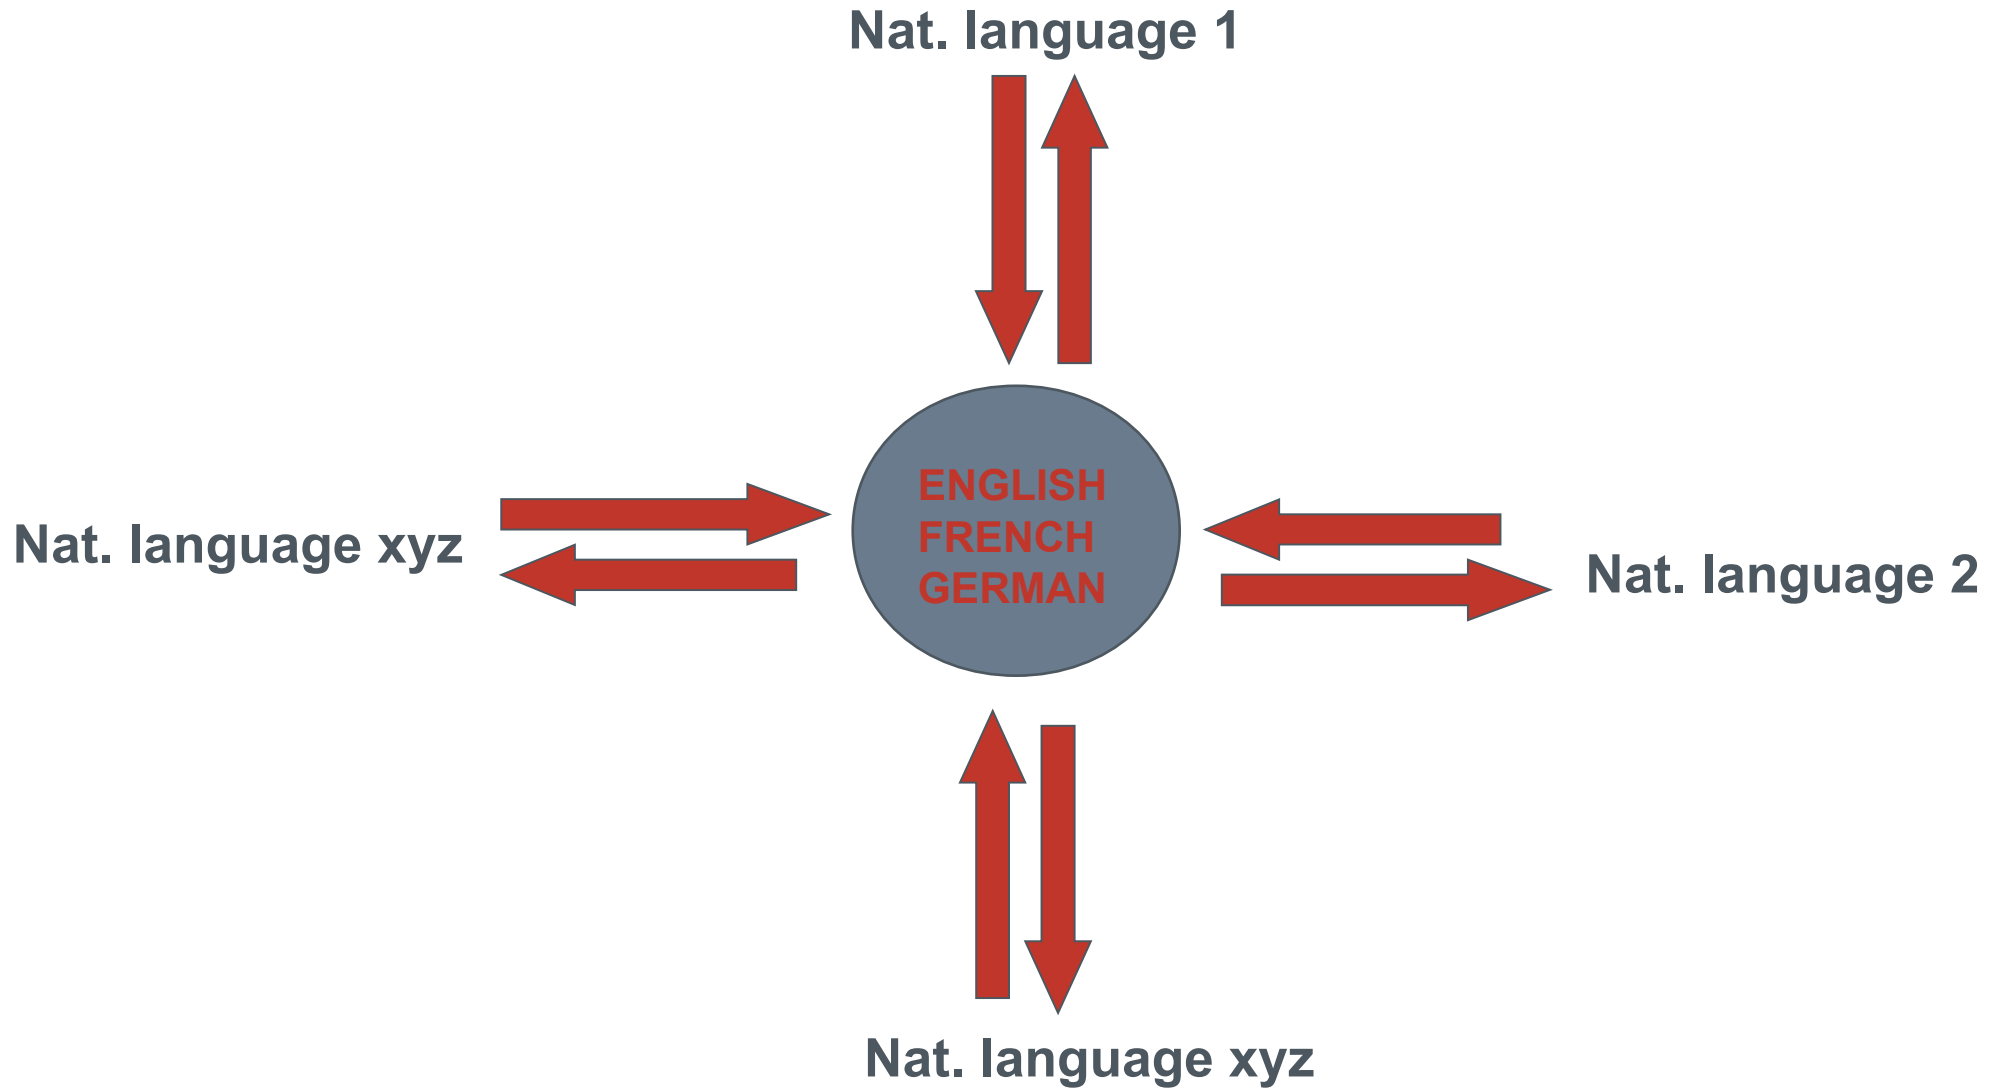 Nat. language 1
ENGLISH
FRENCH
GERMAN
Nat. language xyz
Nat. language 2
Nat. language xyz